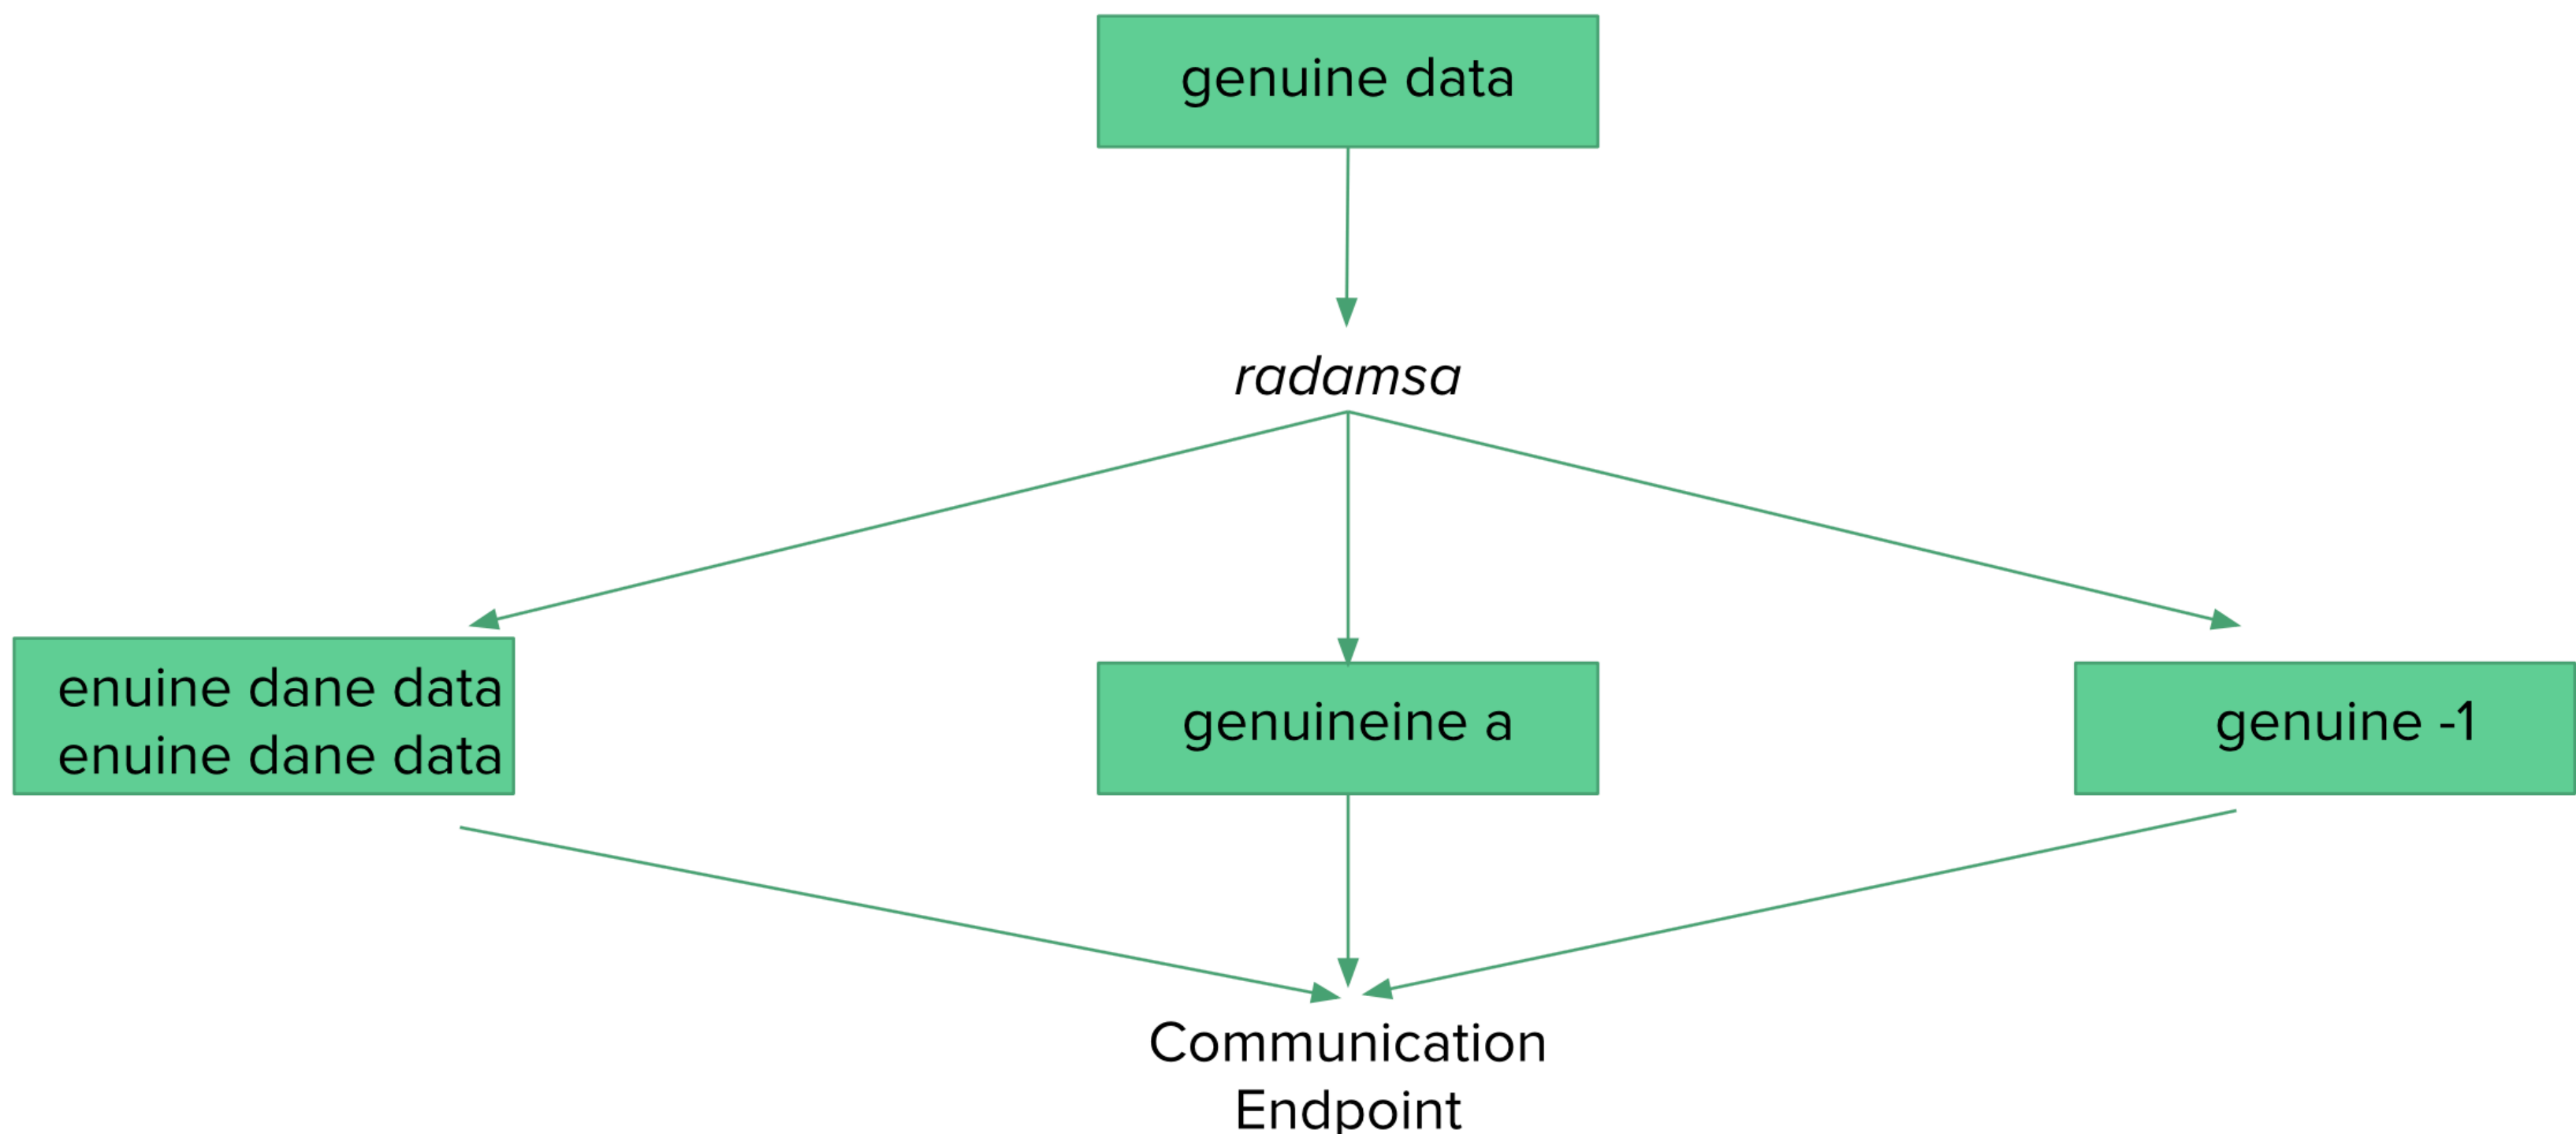 genuine data
radamsa
enuine dane data
enuine dane data
genuineine a
genuine -1
Communication
Endpoint